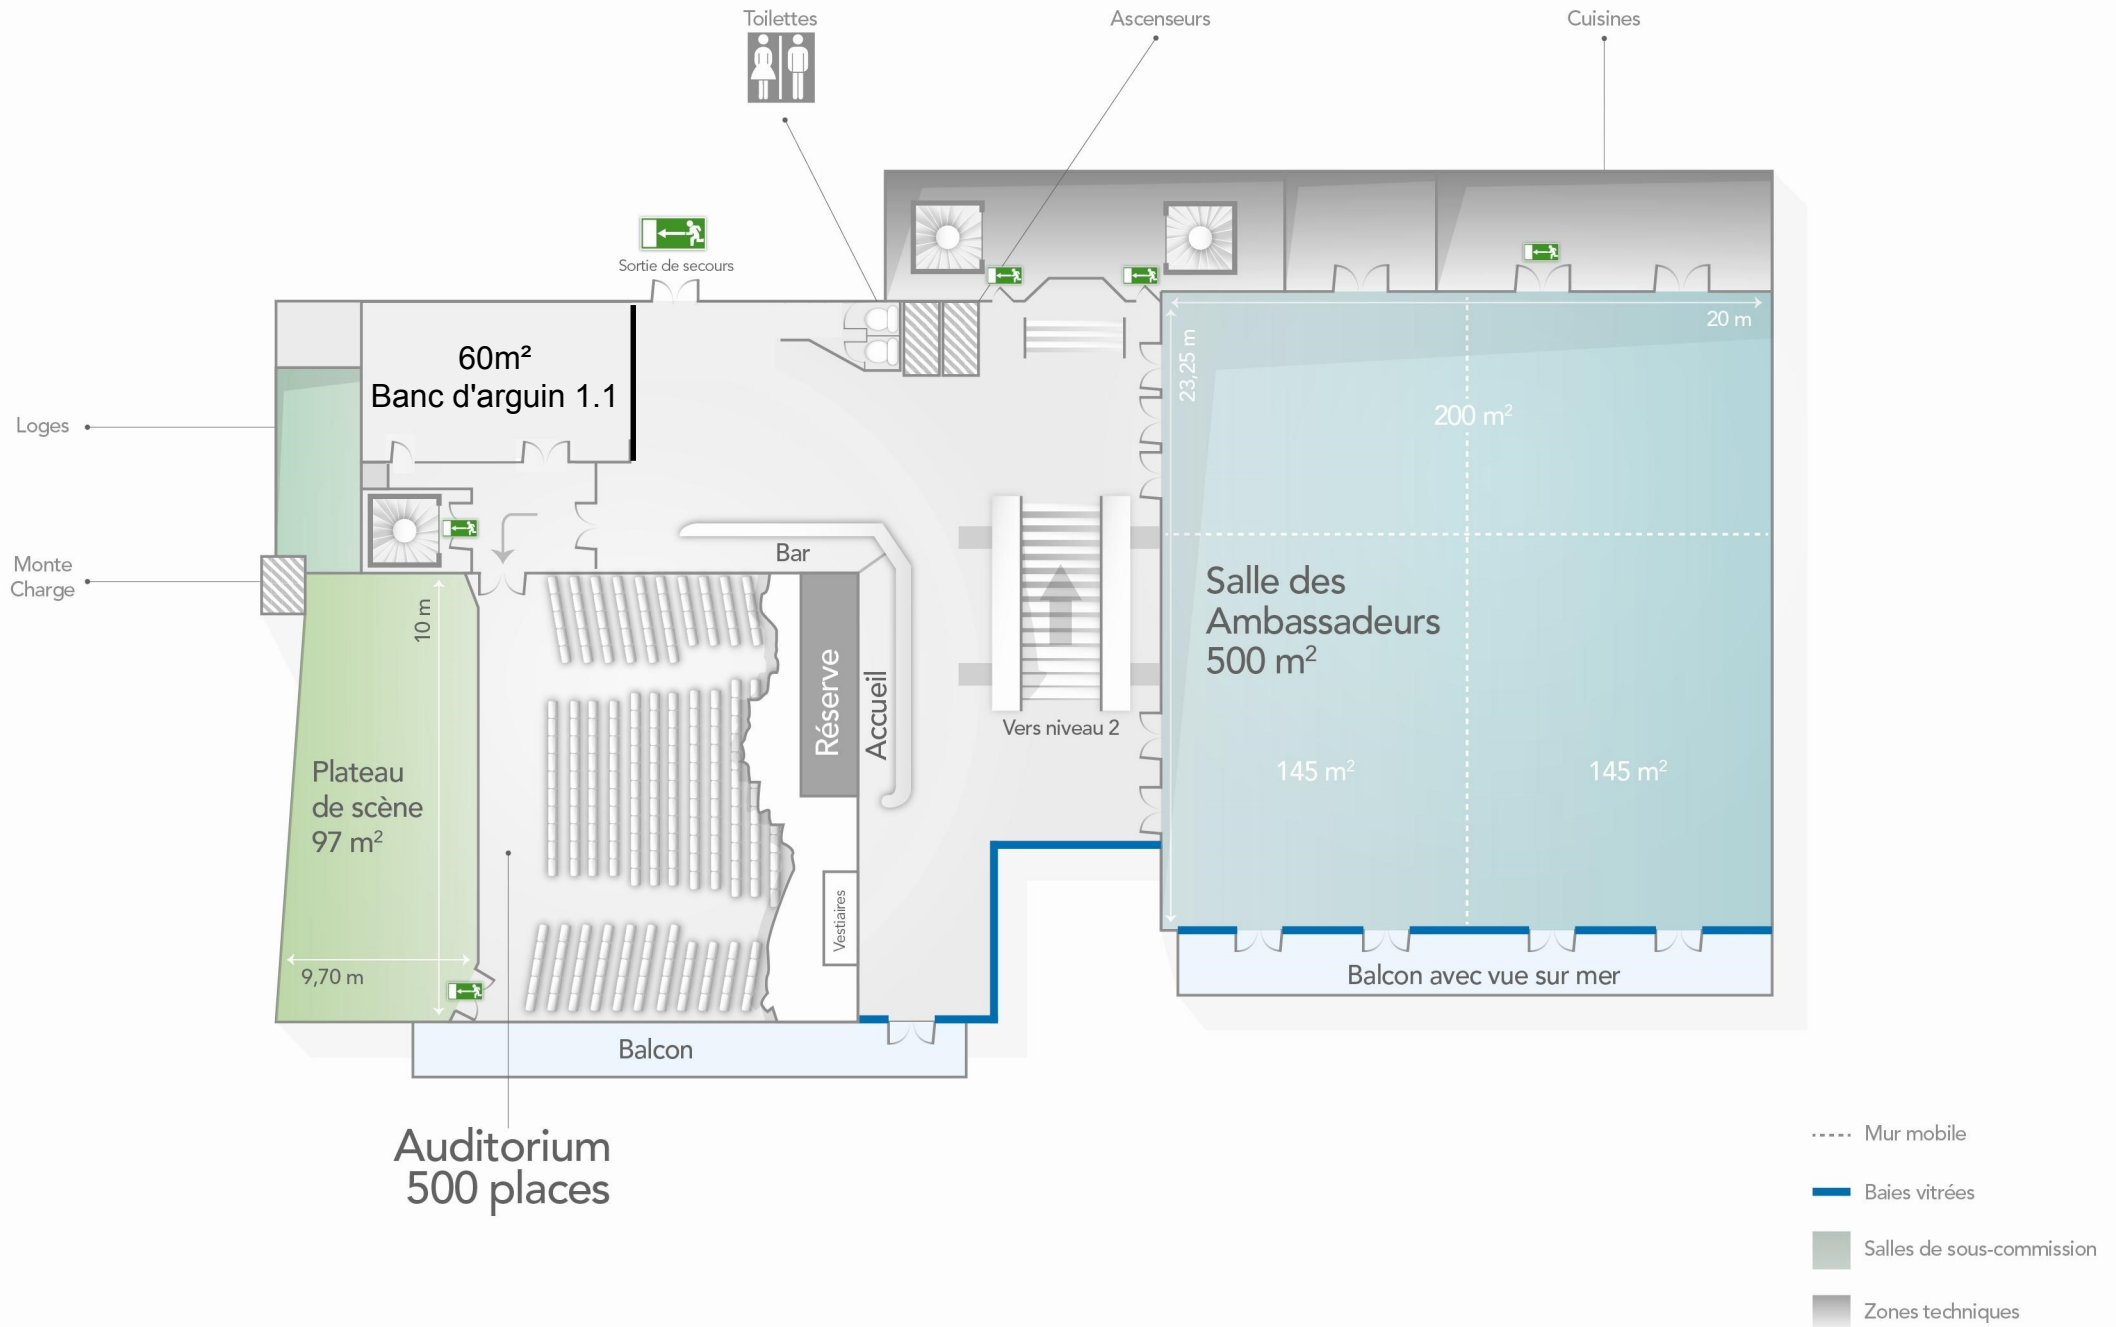 Toilettes
Ascenseurs
Cuisines
Sortie de secours
20 m
23,25 m
60m²
Banc d'arguin 1.1
200 m²
Loges
Monte
Charge
Bar
Salle des
Ambassadeurs
500 m²
10 m
Réserve
Accueil
Vers niveau 2
Plateau
de scène
97 m²
145 m²
145 m²
Vestiaires
9,70 m
Balcon avec vue sur mer
Balcon
Auditorium
500 places
Mur mobile
Baies vitrées
Salles de sous-commission
Zones techniques